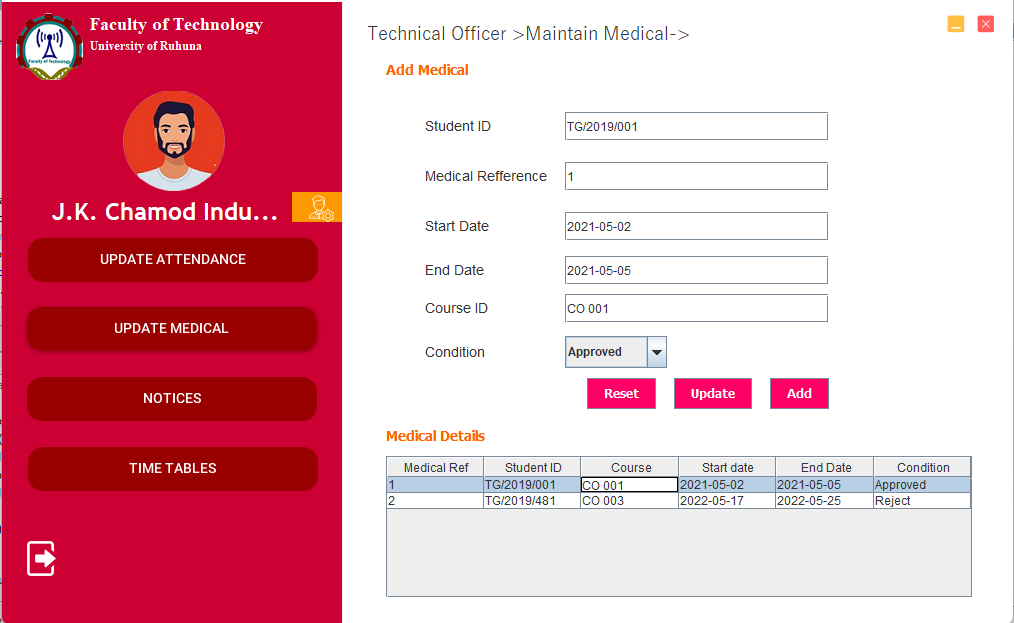 Faculty of Technology
University of Ruhuna
Faculty of Technology
J.K. Chamod Indu...
UPDATE ATTENDANCE
UPDATE MEDICAL
NOTICES
TIME TABLES
Technical Officer >Maintain Medical->
Add Medical
Student ID TG/2019/001
Medical Refference 1
Start Date 2021-05-02
End Date 2021-05-05
Course ID CO 001
Condition Approved
Reset Update Add
Medical Details
Medical Ref Student ID Course Start date End Date Condition
1 TG/2019/001 CO 001 2021-05-02 2021-05-05 Approved
2 TG/2019/481 CO 003 2022-05-17 2022-05-25 Reject